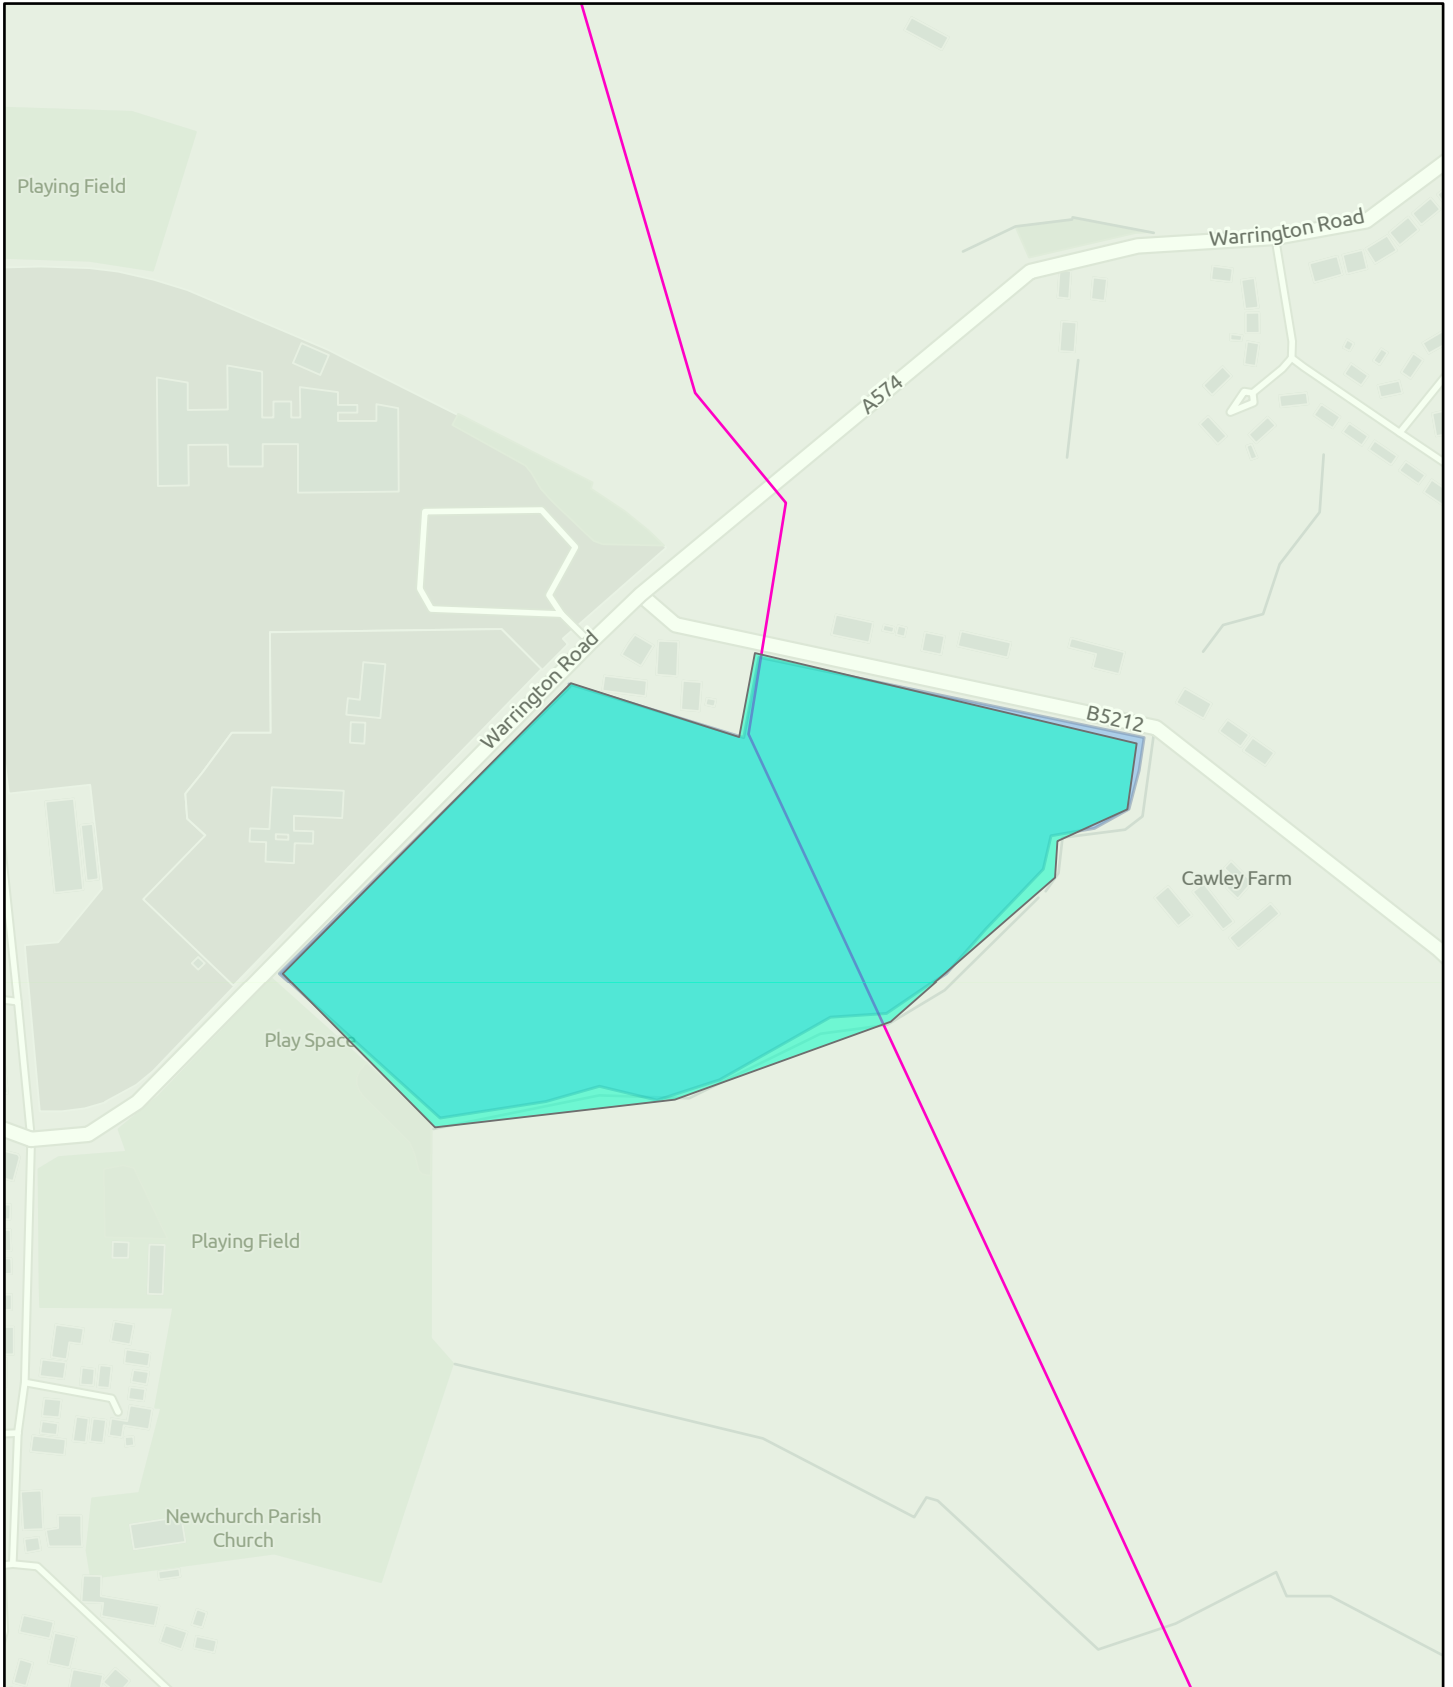 Playing Field
Warrington Road
A574
Warrington Road
B5212
Cawley Farm
Play Space
Playing Field
Newchurch Parish
Church